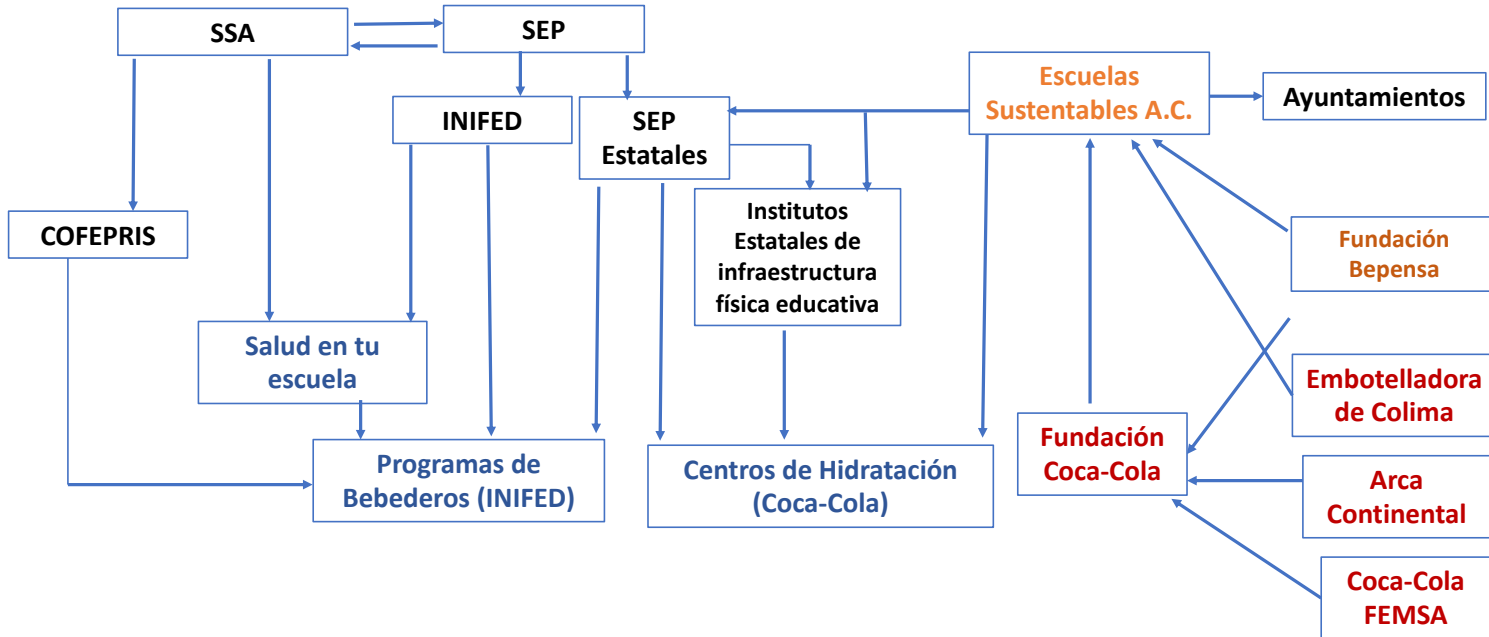 SSA
SEP
Escuelas
Sustentables A.C.
Ayuntamientos
INIFED
SEP
Estatales
COFEPRIS
Institutos
Estatales de
infraestructura
física educativa
Fundación
Bepensa
Salud en tu
escuela
Embotelladora
de Colima
Fundación
Coca-Cola
Programas de
Bebederos (INIFED)
Centros de Hidratación
(Coca-Cola)
Arca
Continental
Coca-Cola
FEMSA